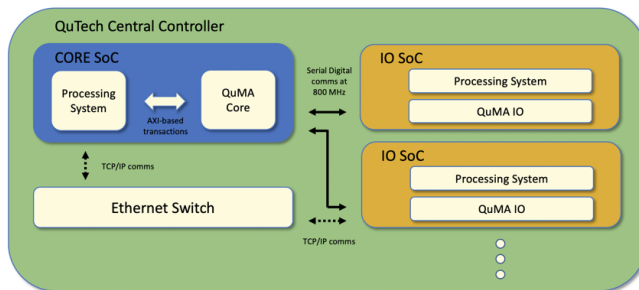 QuTech Central Controller
CORE SoC
Processing
System
QuMA
Core
AXI-based
transactions
TCP/IP comms
Ethernet Switch
Serial Digital
comms at
800 MHz
TCP/IP comms
IO SoC
Processing System
QuMA IO
IO SoC
Processing System
QuMA IO